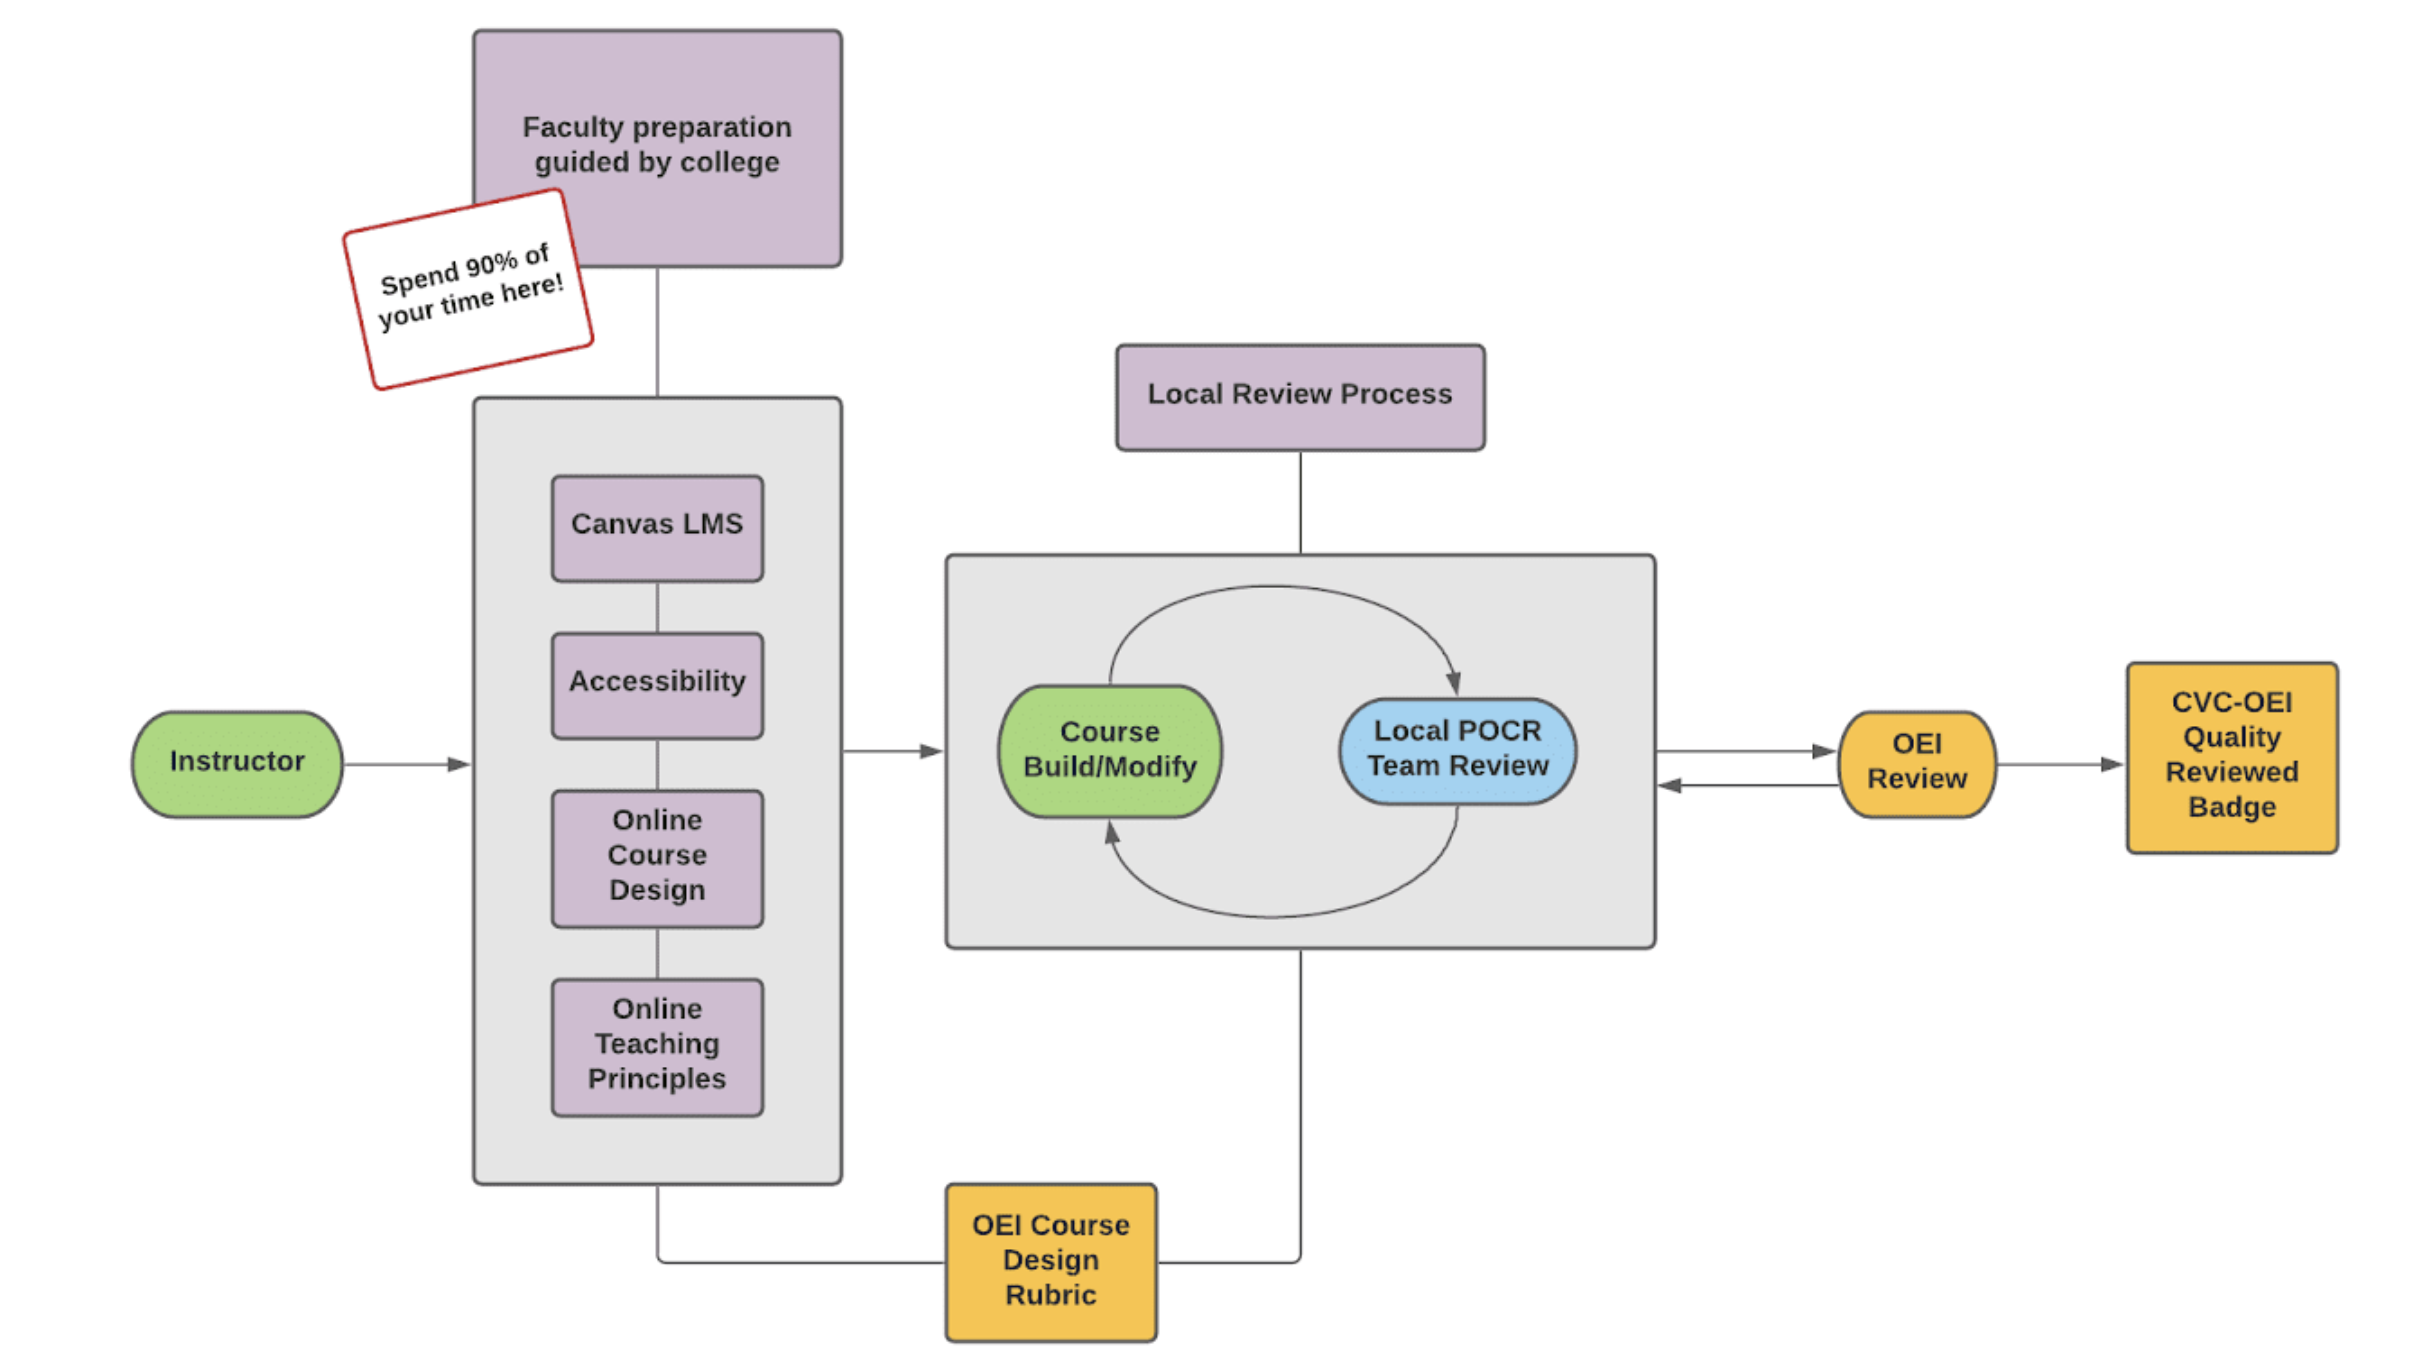 Faculty preparation
guided by college
Spend 90% of
your time here!
Local Review Process
Canvas LMS
Accessibility
Online
Course
Design
Online
Teaching
Principles
Instructor
Course
Build/Modify
Local POCR
Team Review
OEI
Review
CVC-OEI
Quality
Reviewed
Badge
OEI Course
Design
Rubric